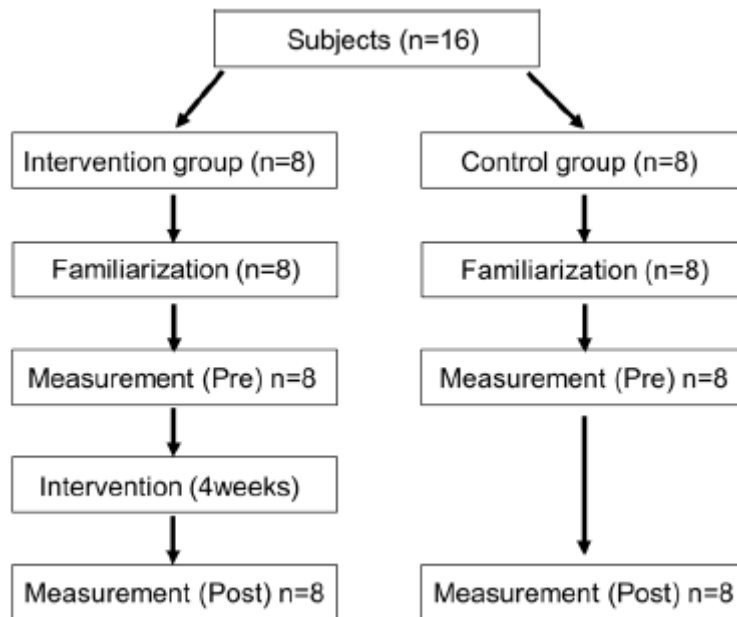 Subjects (n=16)
Intervention group (n=8)
Control group (n=8)
Familiarization (n=8)
Familiarization (n=8)
Measurement (Pre) n=8
Measurement (Pre) n=8
Intervention (4weeks)
Measurement (Post) n=8
Measurement (Post) n=8